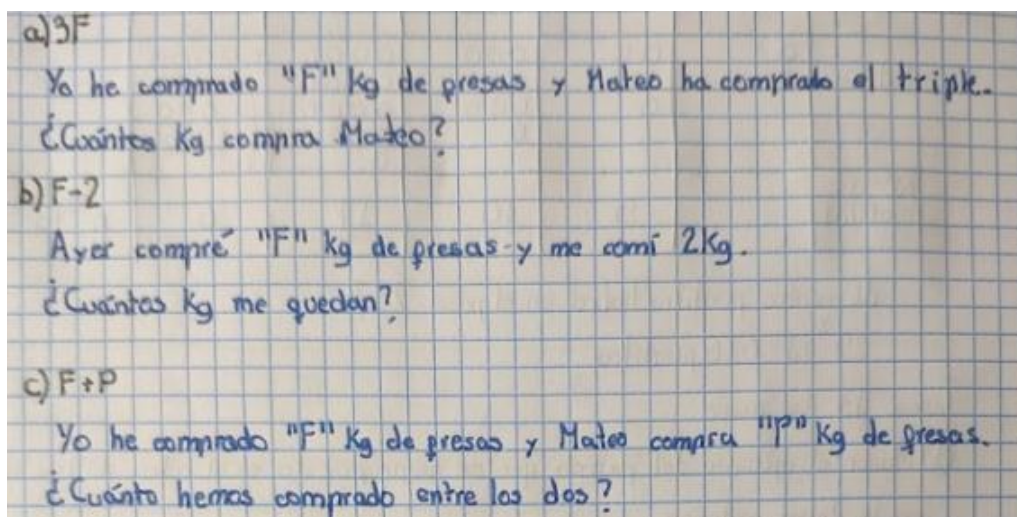 a) 3F
Yo he comprado "F" Kg de fresas y Mateo ha comprado el triple.
¿Cuántos Kg compra Mateo?
b) F-2
Ayer compré "F" kg de fresas y me comí 2Kg.
¿Cuántos kg me quedan?
c) F+P
Yo he comprado "F" Kg de fresas y Mateo compra "P" Kg de fresas.
¿Cuánto hemos comprado entre los dos?